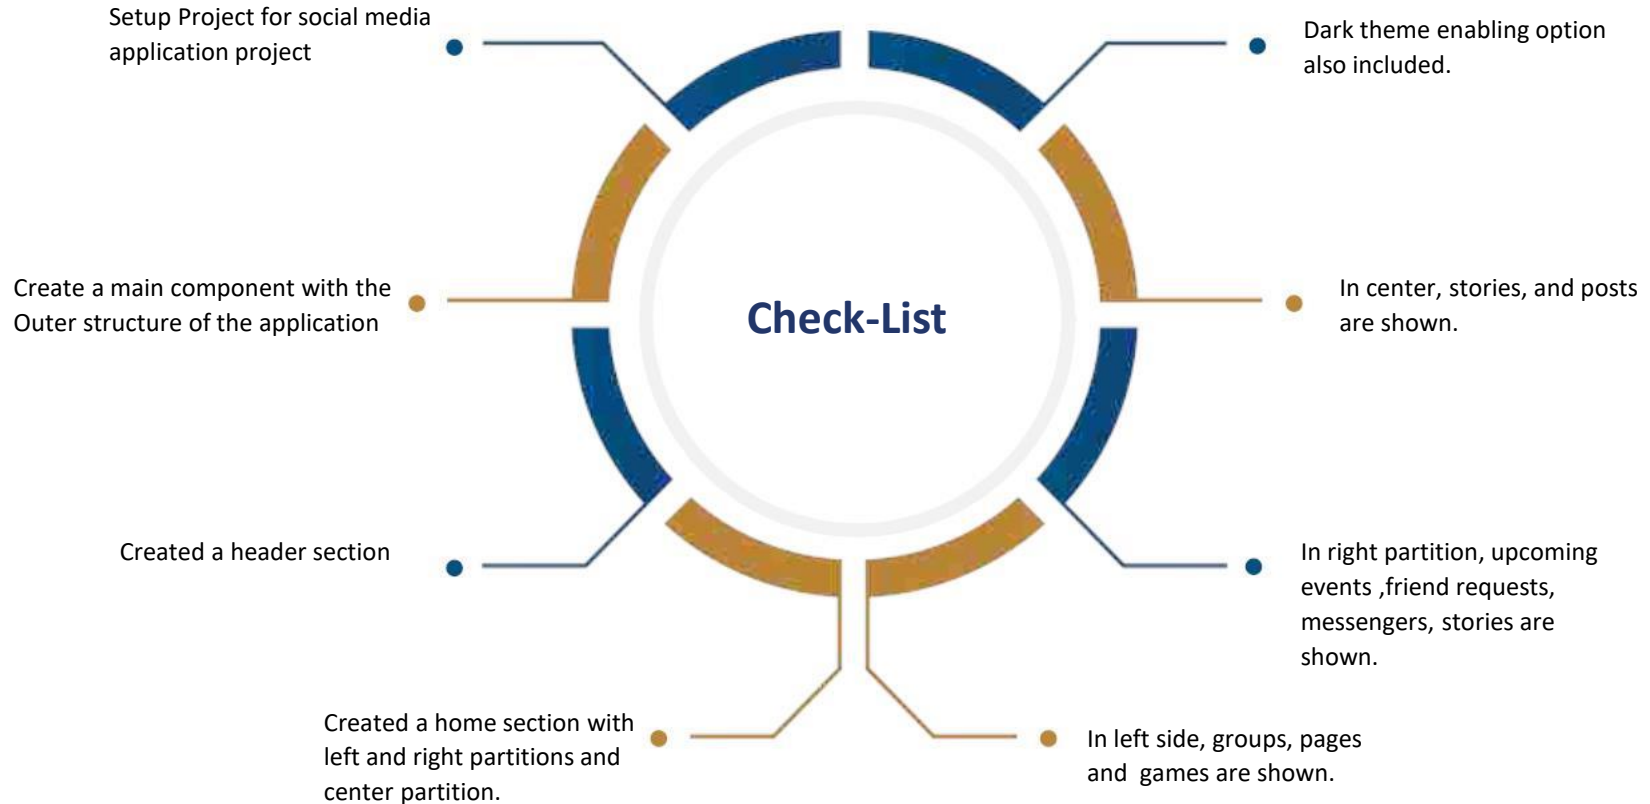 Setup Project for social media
application project
Dark theme enabling option
also included.
Create a main component with the
Outer structure of the application
In center, stories, and posts
are shown.
Check-List
Created a header section
In right partition, upcoming
events ,friend requests,
messengers, stories are
shown.
Created a home section with
left and right partitions and
center partition.
In left side, groups, pages
and games are shown.